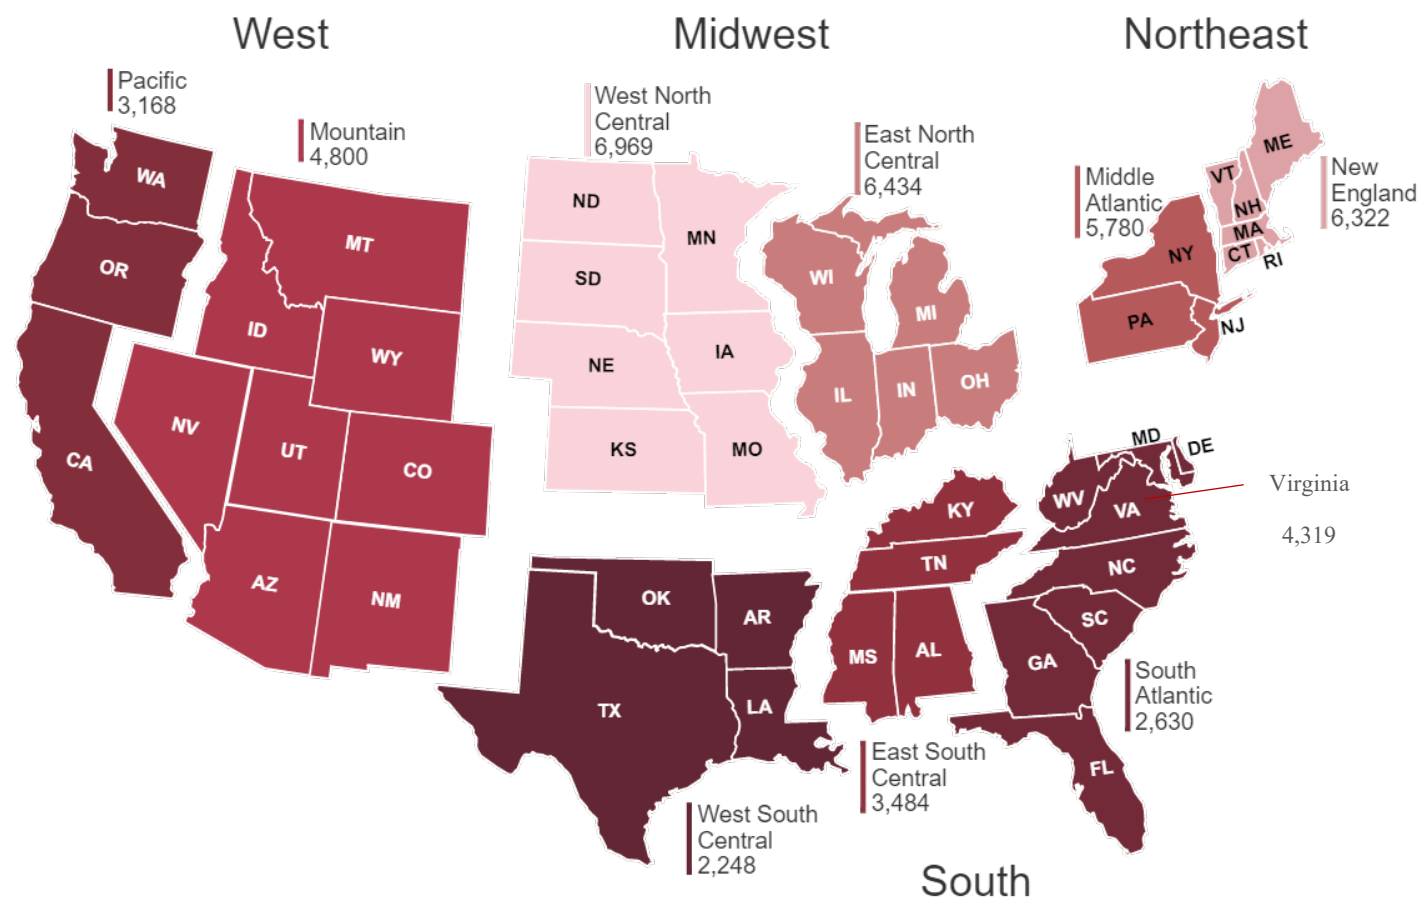 West
Midwest
Northeast
Pacific
3,168
Mountain
4,800
West North
Central
6,969
East North
Central
6,434
Middle
Atlantic
5,780
New
England
6,322
WA
OR
CA
MT
ID
WY
NV
UT
CO
AZ
NM
ND
SD
NE
KS
MN
IA
MO
WI
MI
IL
IN
OH
ME
VT
NH
MA
CT
RI
NY
PA
NJ
MD
DE
WV
VA
Virginia
4,319
KY
TN
NC
SC
GA
FL
MS
AL
OK
AR
TX
LA
South
Atlantic
2,630
East South
Central
3,484
West South
Central
2,248
South